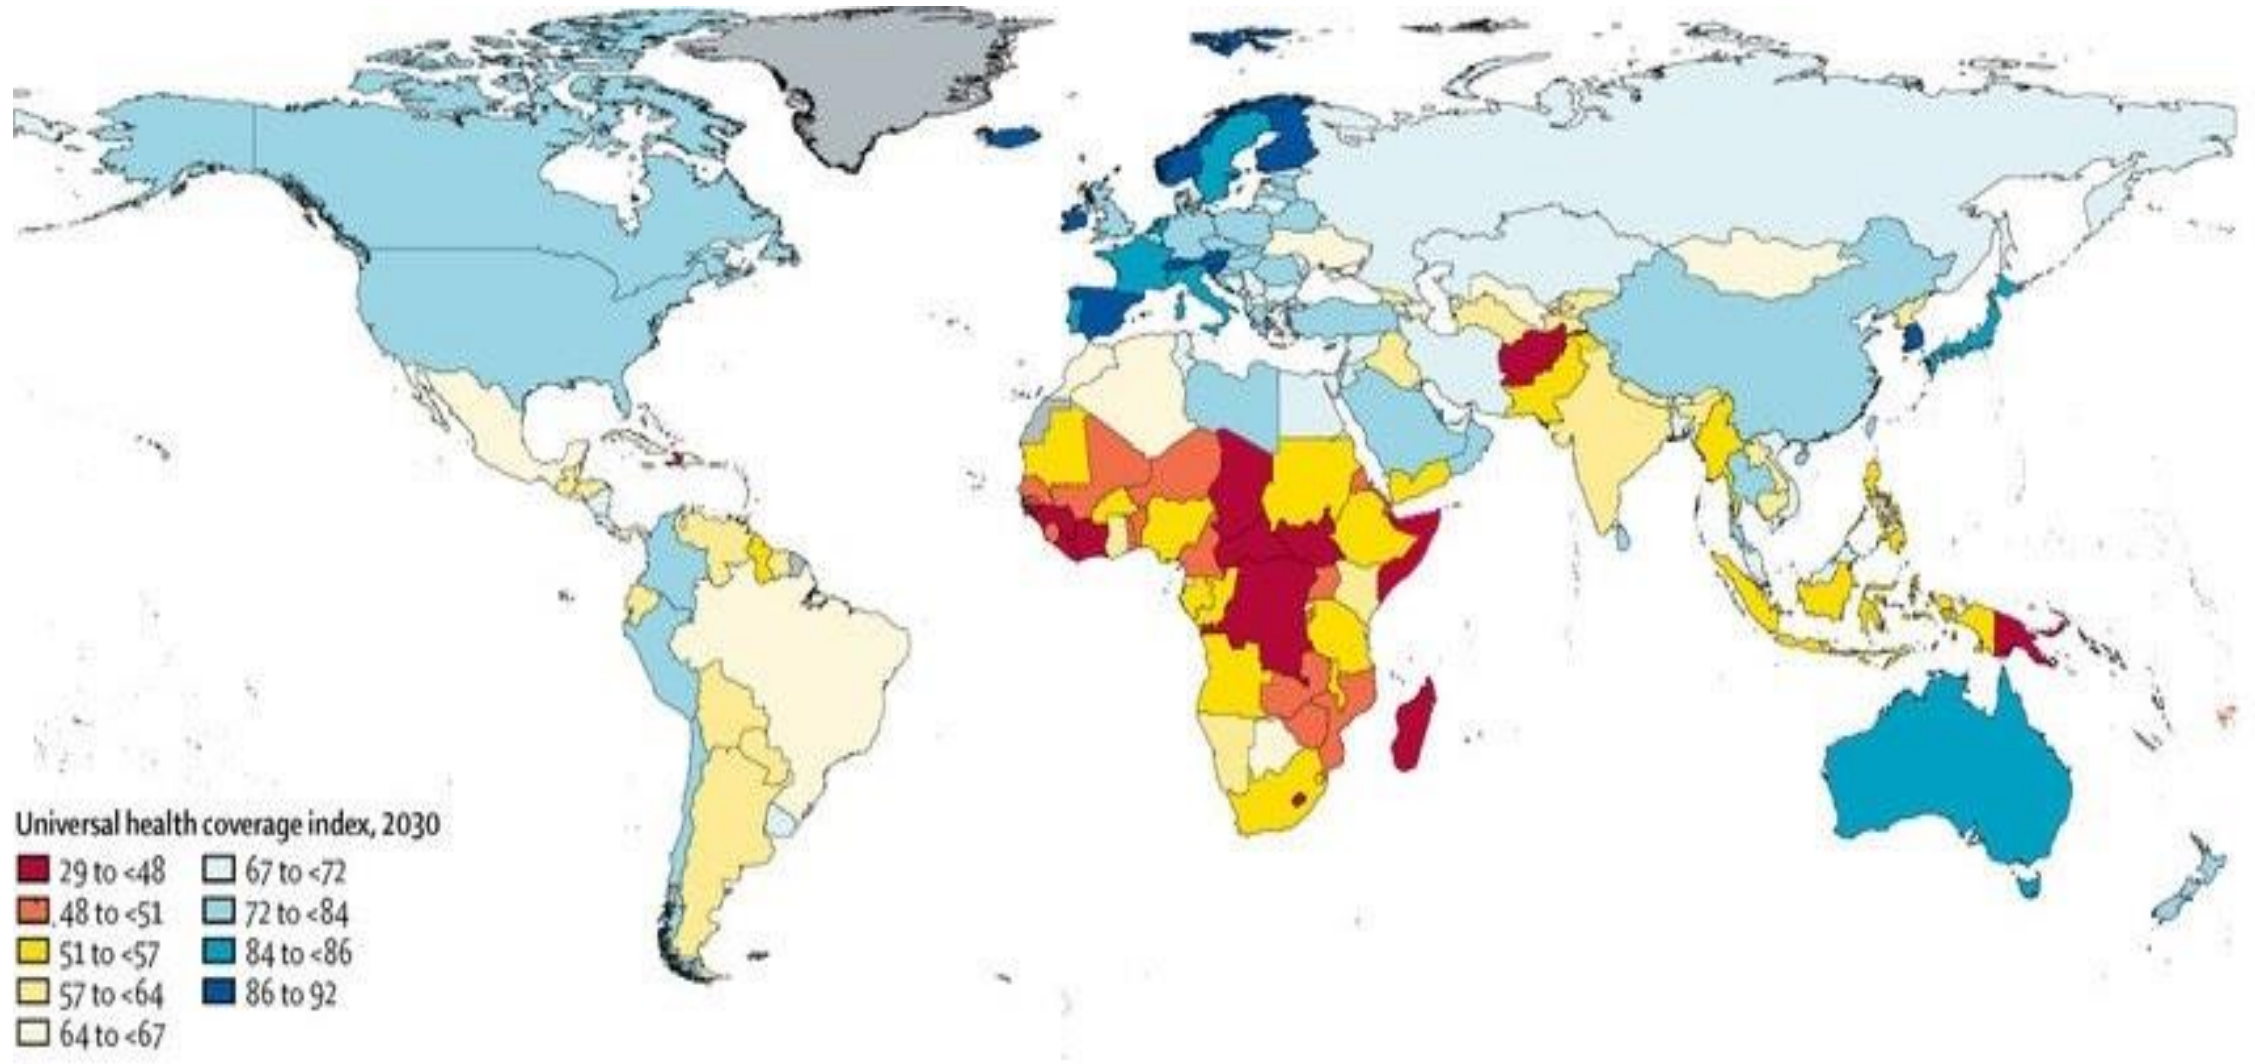 Universal health coverage index, 2030
29 to <48
48 to <51
51 to <57
57 to <64
64 to <67
67 to <72
72 to <84
84 to <86
86 to 92